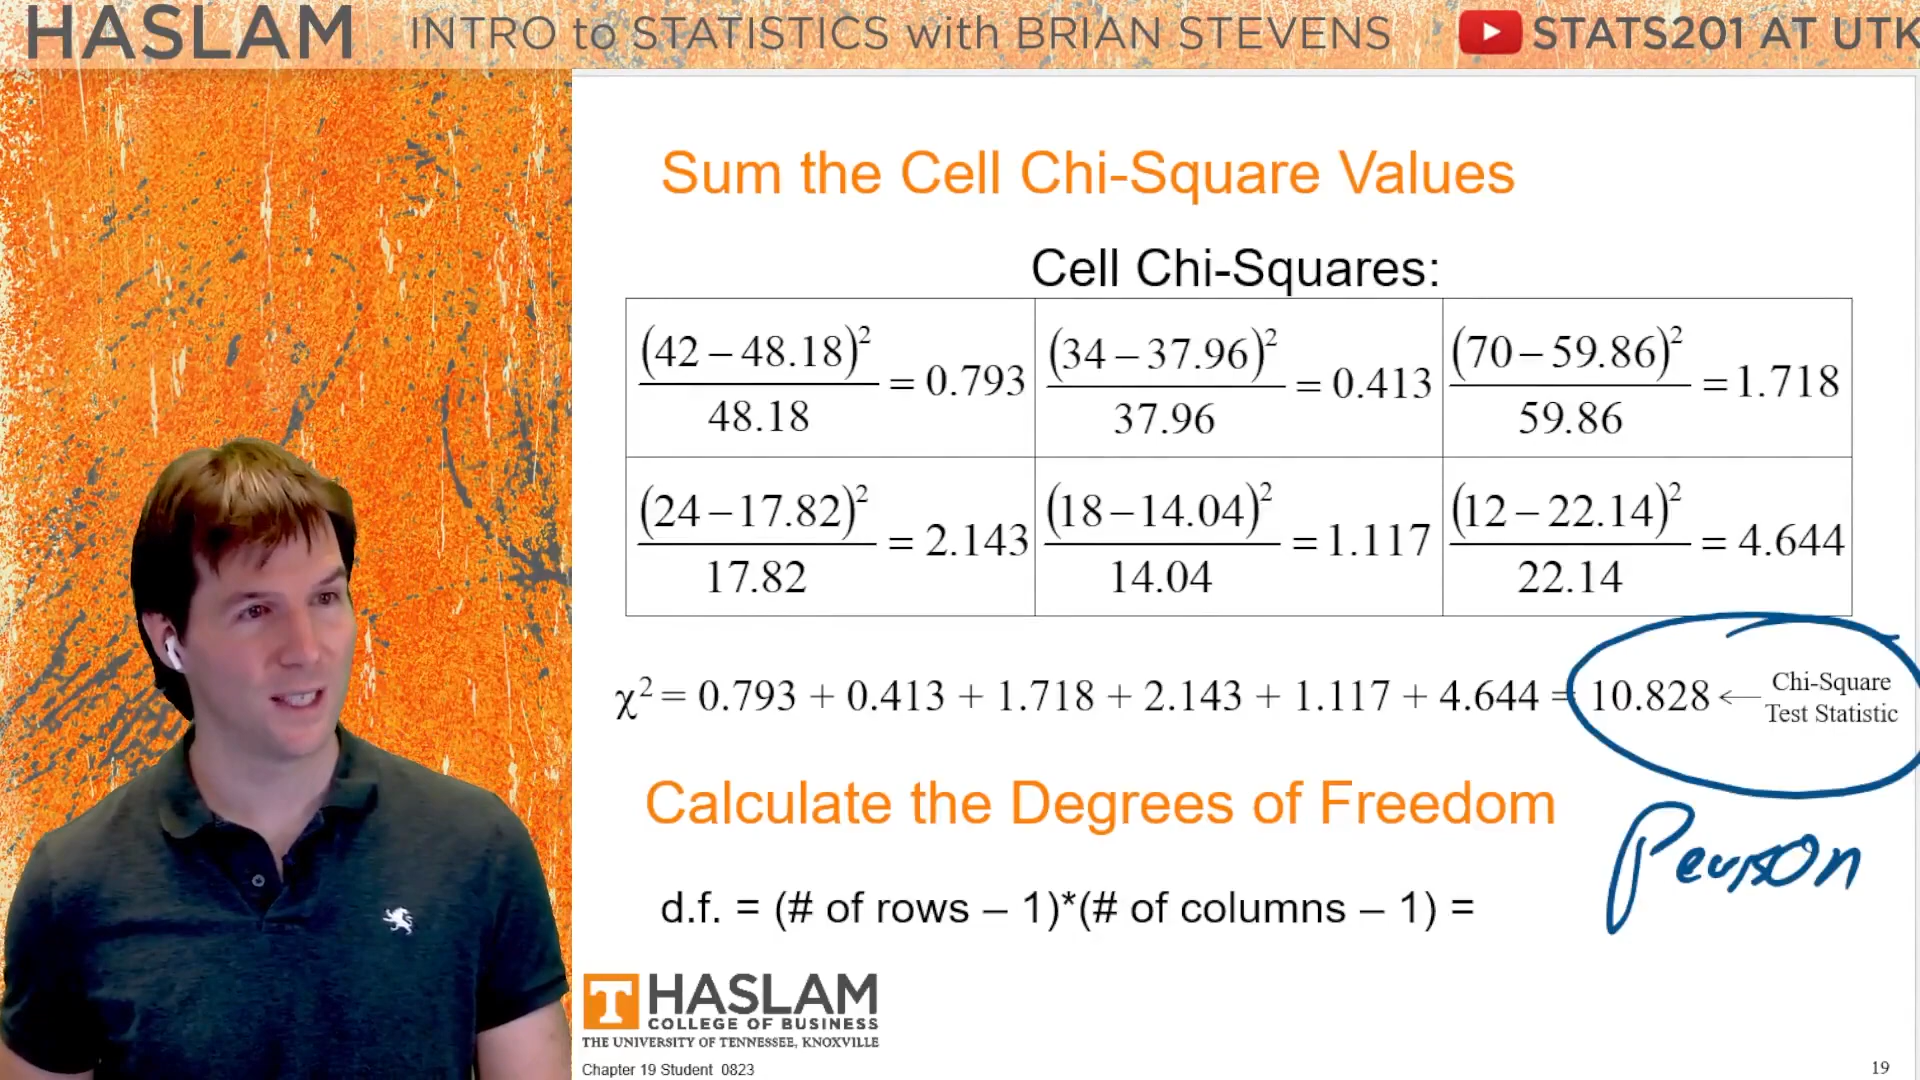 HASLAM INTRO to STATISTICS with BRIAN STEVENS STATS201 AT UTK
Sum the Cell Chi-Square Values
Cell Chi-Squares:
(42 – 48.18)² / 48.18 = 0.793 (34 – 37.96)² / 37.96 = 0.413 (70 – 59.86)² / 59.86 = 1.718
(24 – 17.82)² / 17.82 = 2.143 (18 – 14.04)² / 14.04 = 1.117 (12 – 22.14)² / 22.14 = 4.644
χ² = 0.793 + 0.413 + 1.718 + 2.143 + 1.117 + 4.644 = 10.828 ← Chi-Square
Test Statistic
Calculate the Degrees of Freedom
Pearson
d.f. = (# of rows – 1)*(# of columns – 1) =
T HASLAM
COLLEGE OF BUSINESS
THE UNIVERSITY OF TENNESSEE, KNOXVILLE
Chapter 19 Student 0823
19